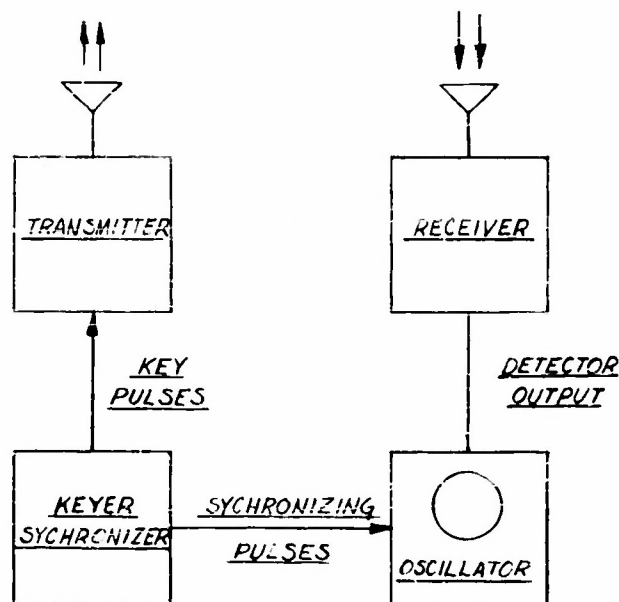 TRANSMITTER
RECEIVER
KEY
PULSES
DETECTOR
OUTPUT
KEYER
SYCHRONIZER
SYCHRONIZING
PULSES
OSCILLATOR